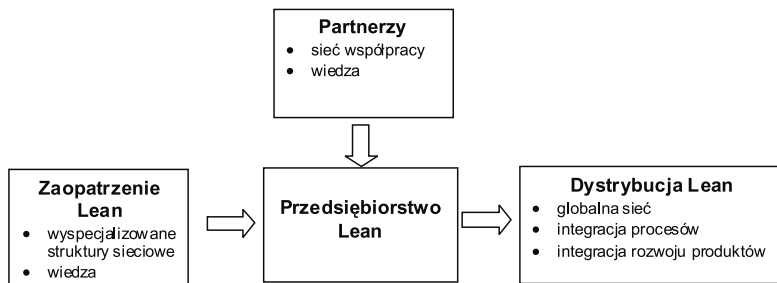 Partnerzy
• sieć współpracy
• wiedza
Zaopatrzenie
Lean
• wyspecjalizowane
struktury sieciowe
• wiedza
Przedsiębiorstwo
Lean
Dystrybucja Lean
• globalna sieć
• integracja procesów
• integracja rozwoju produktów